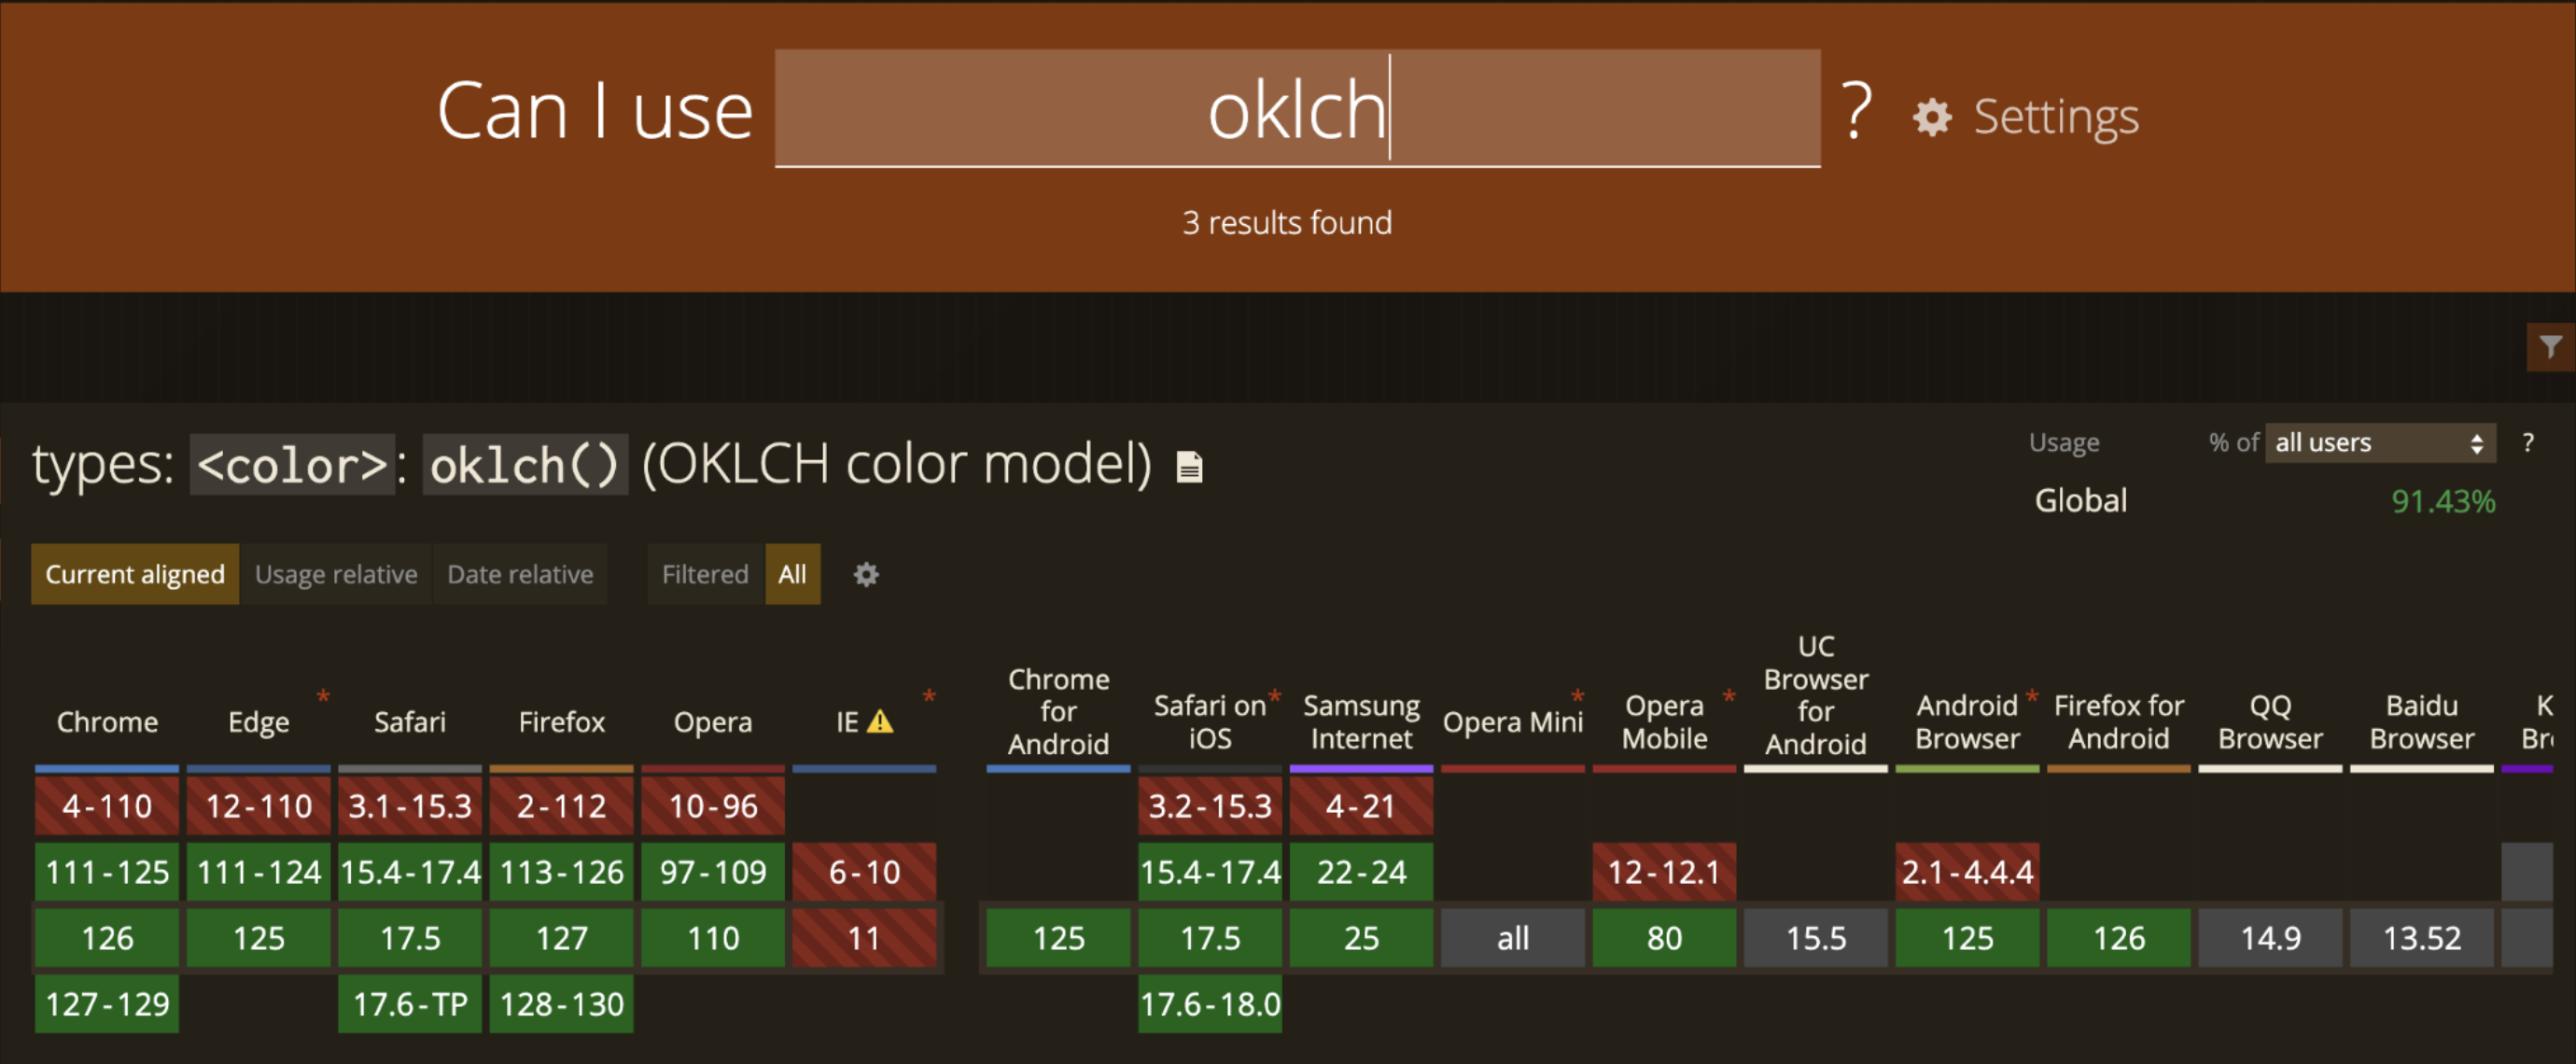 Can I use oklch ? Settings
3 results found
types: <color>: oklch() (OKLCH color model)
Usage % of all users ?
Global 91.43%
Current aligned Usage relative Date relative Filtered All
Chrome Edge * Safari Firefox Opera IE * Chrome for Android Safari on iOS * Samsung Internet Opera Mini * Opera Mobile * UC Browser for Android Android Browser * Firefox for Android QQ Browser Baidu Browser
4-110 12-110 3.1-15.3 2-112 10-96 3.2-15.3 4-21
111-125 111-124 15.4-17.4 113-126 97-109 6-10 15.4-17.4 22-24 12-12.1 2.1-4.4.4
126 125 17.5 127 110 11 125 17.5 25 all 80 15.5 125 126 14.9 13.52
127-129 17.6-TP 128-130 17.6-18.0